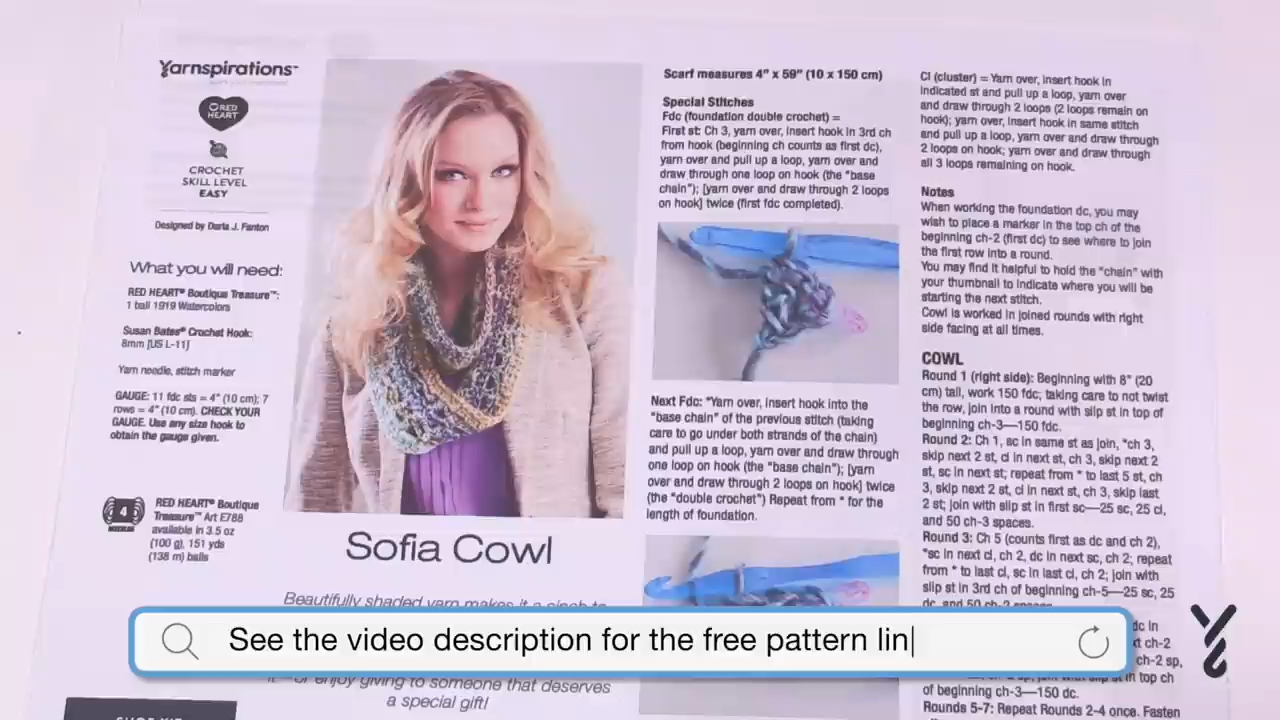 Yarnspirations™
RED
HEART
CROCHET
SKILL LEVEL
EASY
Designed by Darla J. Fanton
What you will need:
RED HEART® Boutique Treasure™:
1 ball 1919 Watercolors
Susan Bates® Crochet Hook:
8mm [US L-11]
Yarn needle, stitch marker
GAUGE: 11 fdc sts = 4" (10 cm); 7
rows = 4" (10 cm). CHECK YOUR
GAUGE. Use any size hook to
obtain the gauge given.
4
RED HEART® Boutique
Treasure™ Art E788
available in 3.5 oz
(100 g), 151 yds
(138 m) balls
Sofia Cowl
Beautifully shaded yarn makes it a cinch to
it—or enjoy giving to someone that deserves
a special gift!
Scarf measures 4" x 59" (10 x 150 cm)
Special Stitches
Fdc (foundation double crochet) =
First st: Ch 3, yarn over, insert hook in 3rd ch
from hook (beginning ch counts as first dc),
yarn over and pull up a loop, yarn over and
draw through one loop on hook (the "base
chain"); [yarn over and draw through 2 loops
on hook] twice (first fdc completed).
Next Fdc: *Yarn over, insert hook into the
"base chain" of the previous stitch (taking
care to go under both strands of the chain)
and pull up a loop, yarn over and draw through
one loop on hook (the "base chain"); [yarn
over and draw through 2 loops on hook] twice
(the "double crochet") Repeat from * for the
length of foundation.
Cl (cluster) = Yarn over, insert hook in
indicated st and pull up a loop, yarn over
and draw through 2 loops (2 loops remain on
hook); yarn over, insert hook in same stitch
and pull up a loop, yarn over and draw through
2 loops on hook; yarn over and draw through
all 3 loops remaining on hook.
Notes
When working the foundation dc, you may
wish to place a marker in the top ch of the
beginning ch-2 (first dc) to see where to join
the first row into a round.
You may find it helpful to hold the "chain" with
your thumbnail to indicate where you will be
starting the next stitch.
Cowl is worked in joined rounds with right
side facing at all times.
COWL
Round 1 (right side): Beginning with 8" (20
cm) tail, work 150 fdc; taking care to not twist
the row, join into a round with slip st in top of
beginning ch-3—150 fdc.
Round 2: Ch 1, sc in same st as join, *ch 3,
skip next 2 st, cl in next st, ch 3, skip next 2
st, sc in next st; repeat from * to last 5 st, ch
3, skip next 2 st, cl in next st, ch 3, skip last
2 st; join with slip st in first sc—25 sc, 25 cl,
and 50 ch-3 spaces.
Round 3: Ch 5 (counts first as dc and ch 2),
*sc in next cl, ch 2, dc in next sc, ch 2; repeat
from * to last cl, sc in last cl, ch 2; join with
slip st in 3rd ch of beginning ch-5—25 sc, 25
dc, and 50 ch-2 spaces.
dc in
xt ch-2
ch-2 sp,
in top ch
of beginning ch-3—150 dc.
Rounds 5-7: Repeat Rounds 2-4 once. Fasten
See the video description for the free pattern lin